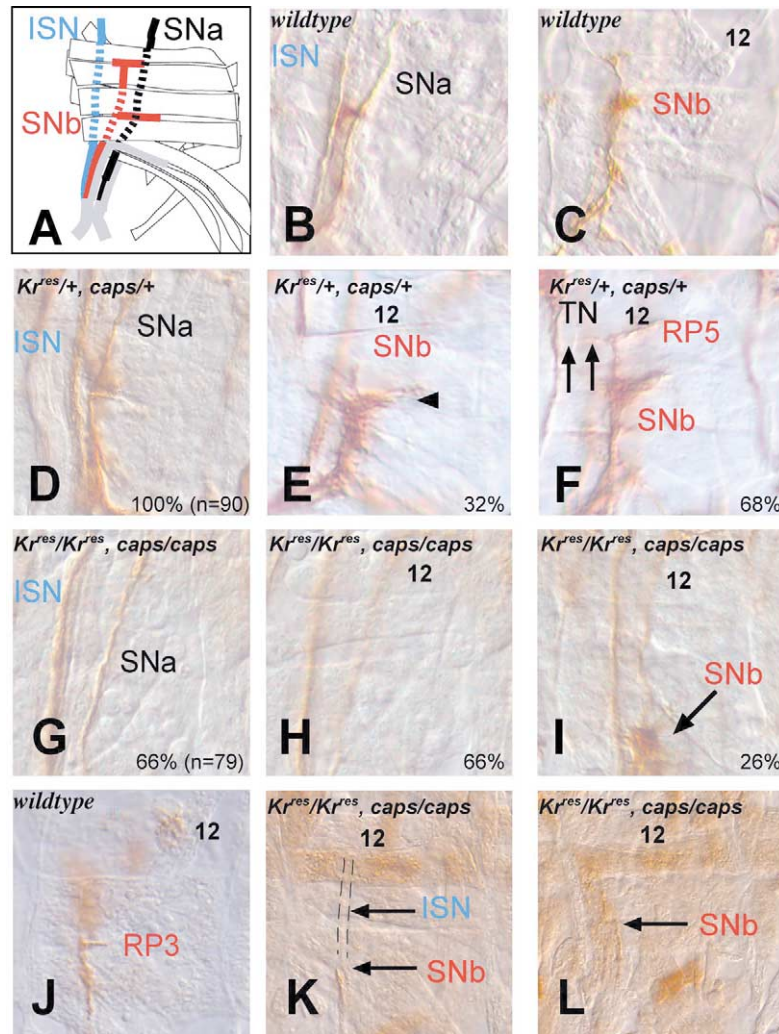 ISN
SNa
SNb
A
wildtype
ISN
SNa
B
wildtype
12
SNb
C
Kr^res/+, caps/+
ISN
SNa
D
100% (n=90)
Kr^res/+, caps/+
12
SNb
E
32%
Kr^res/+, caps/+
TN 12
RP5
SNb
F
68%
Kr^res/Kr^res, caps/caps
ISN
SNa
G
66% (n=79)
Kr^res/Kr^res, caps/caps
12
H
66%
Kr^res/Kr^res, caps/caps
12
SNb
I
26%
wildtype
12
RP3
J
Kr^res/Kr^res, caps/caps
12
ISN
SNb
K
Kr^res/Kr^res, caps/caps
12
SNb
L